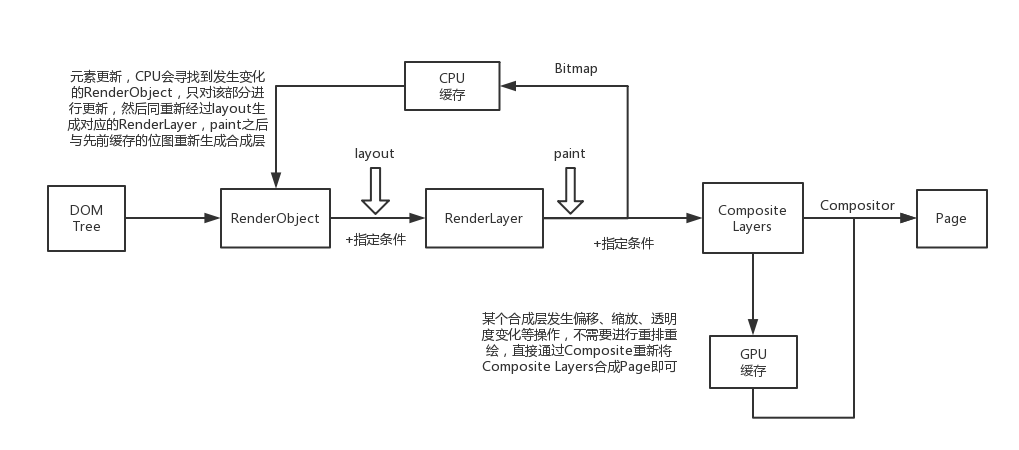 元素更新，CPU会寻找到发生变化
的RenderObject，只对该部分进
行更新，然后同重新经过layout生
成对应的RenderLayer，paint之后
与先前缓存的位图重新生成合成层
CPU
缓存
Bitmap
layout
paint
DOM
Tree
RenderObject
+指定条件
RenderLayer
+指定条件
Composite
Layers
Compositor
Page
某个合成层发生偏移、缩放、透明
度变化等操作，不需要进行重排重
绘，直接通过Composite重新将
Composite Layers合成Page即可
GPU
缓存